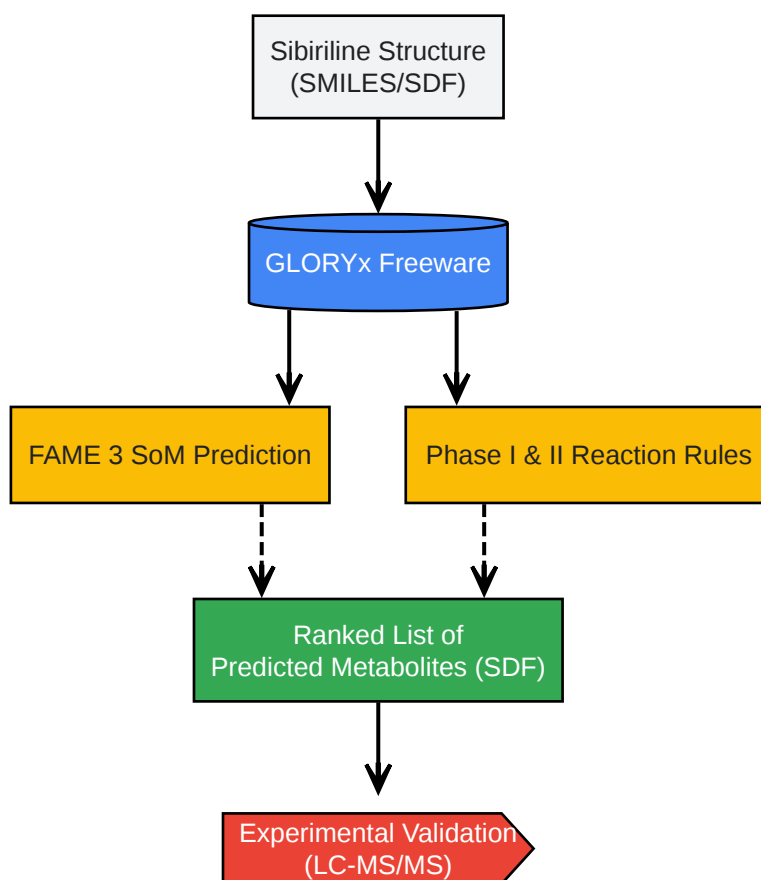 Sibiriline Structure
(SMILES/SDF)
GLORYx Freeware
FAME 3 SoM Prediction
Phase I & II Reaction Rules
Ranked List of
Predicted Metabolites (SDF)
Experimental Validation
(LC-MS/MS)